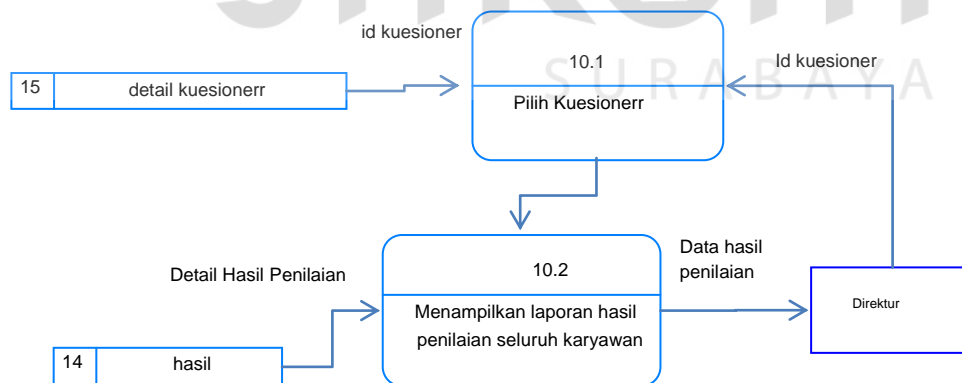 id kuesioner
10.1
Id kuesioner
SURABAYA
15
detail kuesionerr
Pilih Kuesionerr
Data hasil
penilaian
Detail Hasil Penilaian
10.2
Direktur
Menampilkan laporan hasil
penilaian seluruh karyawan
14
hasil